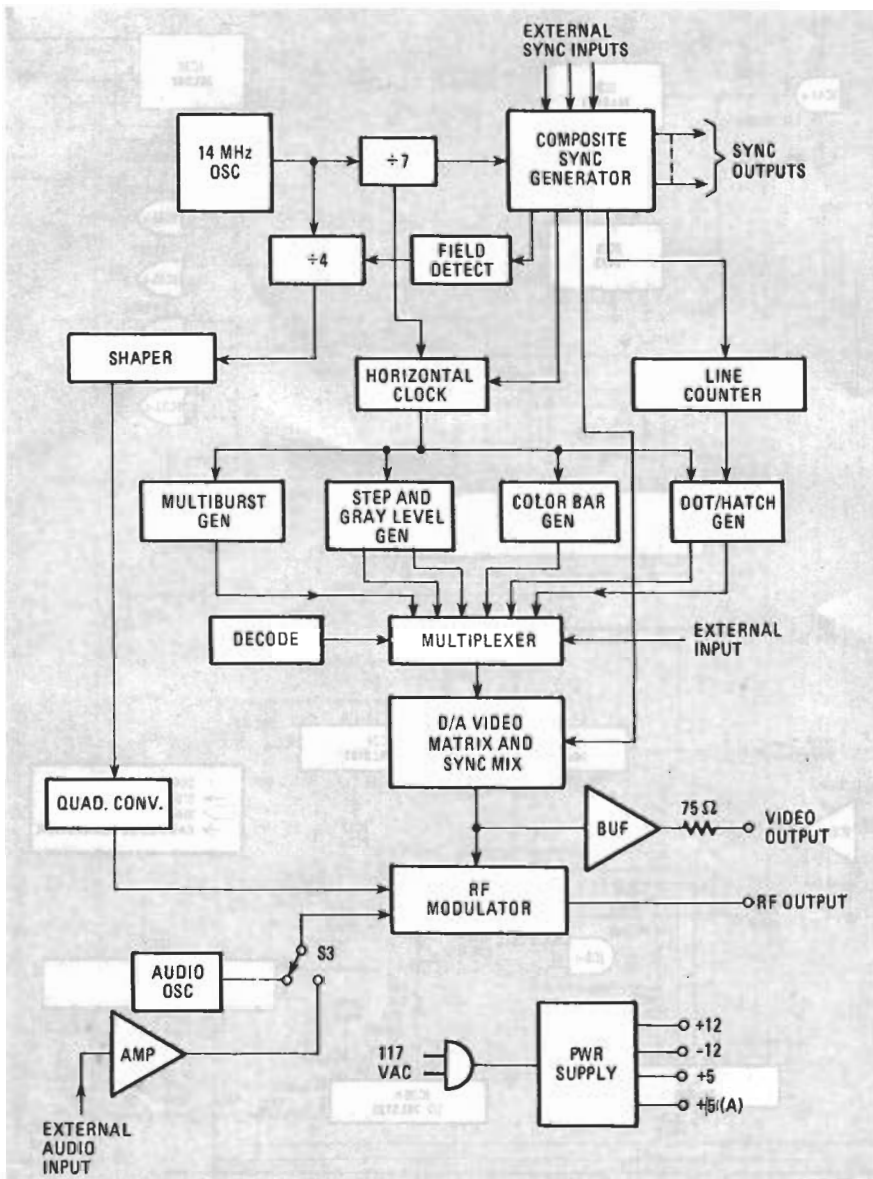 EXTERNAL
SYNC INPUTS
14 MHz
OSC
÷7
COMPOSITE
SYNC
GENERATOR
SYNC
OUTPUTS
÷4
FIELD
DETECT
SHAPER
HORIZONTAL
CLOCK
LINE
COUNTER
MULTIBURST
GEN
STEP AND
GRAY LEVEL
GEN
COLOR BAR
GEN
DOT/HATCH
GEN
DECODE
MULTIPLEXER
EXTERNAL
INPUT
D/A VIDEO
MATRIX AND
SYNC MIX
QUAD. CONV.
BUF
75 Ω
VIDEO
OUTPUT
RF
MODULATOR
RF OUTPUT
S3
AUDIO
OSC
AMP
EXTERNAL
AUDIO
INPUT
117
VAC
PWR
SUPPLY
+12
-12
+5
+5(A)